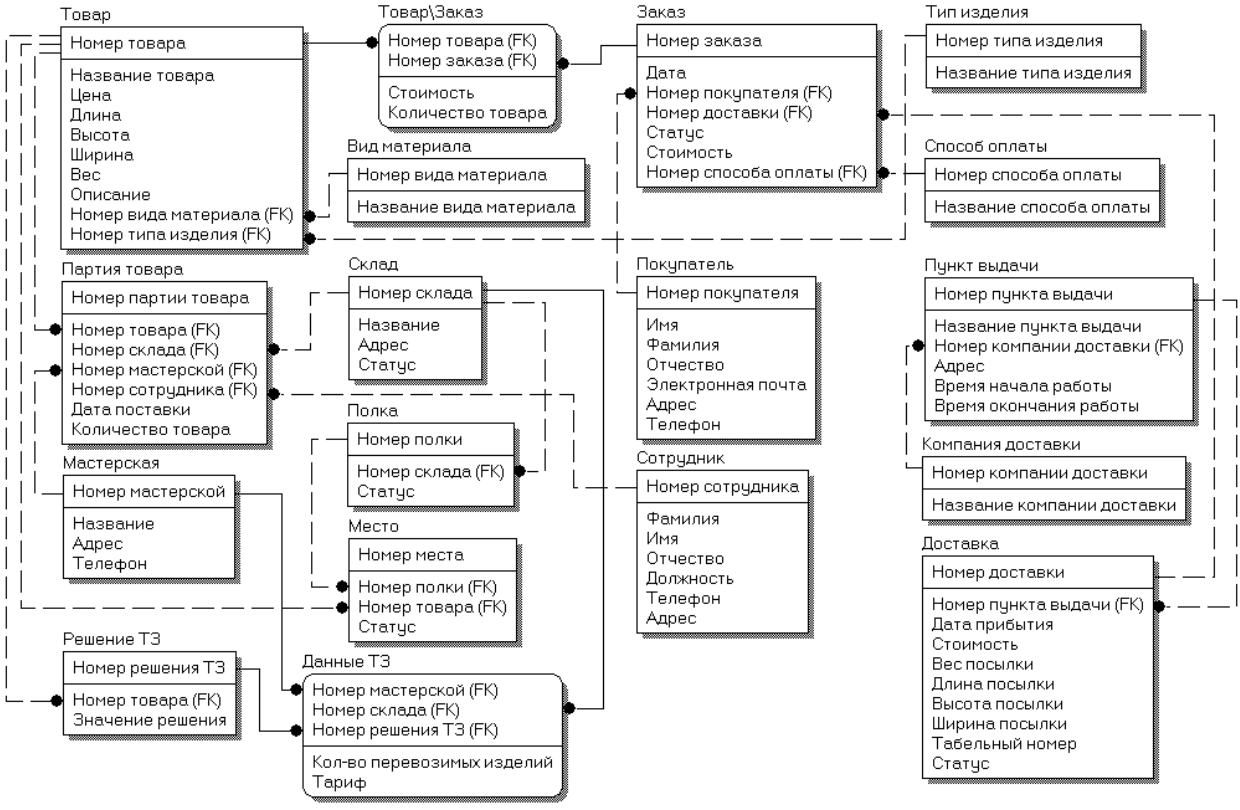 Товар
Номер товара
Название товара
Цена
Длина
Высота
Ширина
Вес
Описание
Номер вида материала (FK)
Номер типа изделия (FK)
Товар\Заказ
Номер товара (FK)
Номер заказа (FK)
Стоимость
Количество товара
Заказ
Номер заказа
Дата
Номер покупателя (FK)
Номер доставки (FK)
Статус
Стоимость
Номер способа оплаты (FK)
Тип изделия
Номер типа изделия
Название типа изделия
Вид материала
Номер вида материала
Название вида материала
Способ оплаты
Номер способа оплаты
Название способа оплаты
Партия товара
Номер партии товара
Номер товара (FK)
Номер склада (FK)
Номер мастерской (FK)
Номер сотрудника (FK)
Дата поставки
Количество товара
Склад
Номер склада
Название
Адрес
Статус
Покупатель
Номер покупателя
Имя
Фамилия
Отчество
Электронная почта
Адрес
Телефон
Пункт выдачи
Номер пункта выдачи
Название пункта выдачи
Номер компании доставки (FK)
Адрес
Время начала работы
Время окончания работы
Полка
Номер полки
Номер склада (FK)
Статус
Компания доставки
Номер компании доставки
Название компании доставки
Мастерская
Номер мастерской
Название
Адрес
Телефон
Место
Номер места
Номер полки (FK)
Номер товара (FK)
Статус
Сотрудник
Номер сотрудника
Фамилия
Имя
Отчество
Должность
Телефон
Адрес
Доставка
Номер доставки
Номер пункта выдачи (FK)
Дата прибытия
Стоимость
Вес посылки
Длина посылки
Высота посылки
Ширина посылки
Табельный номер
Статус
Решение ТЗ
Номер решения ТЗ
Номер товара (FK)
Значение решения
Данные ТЗ
Номер мастерской (FK)
Номер склада (FK)
Номер решения ТЗ (FK)
Кол-во перевозимых изделий
Тариф